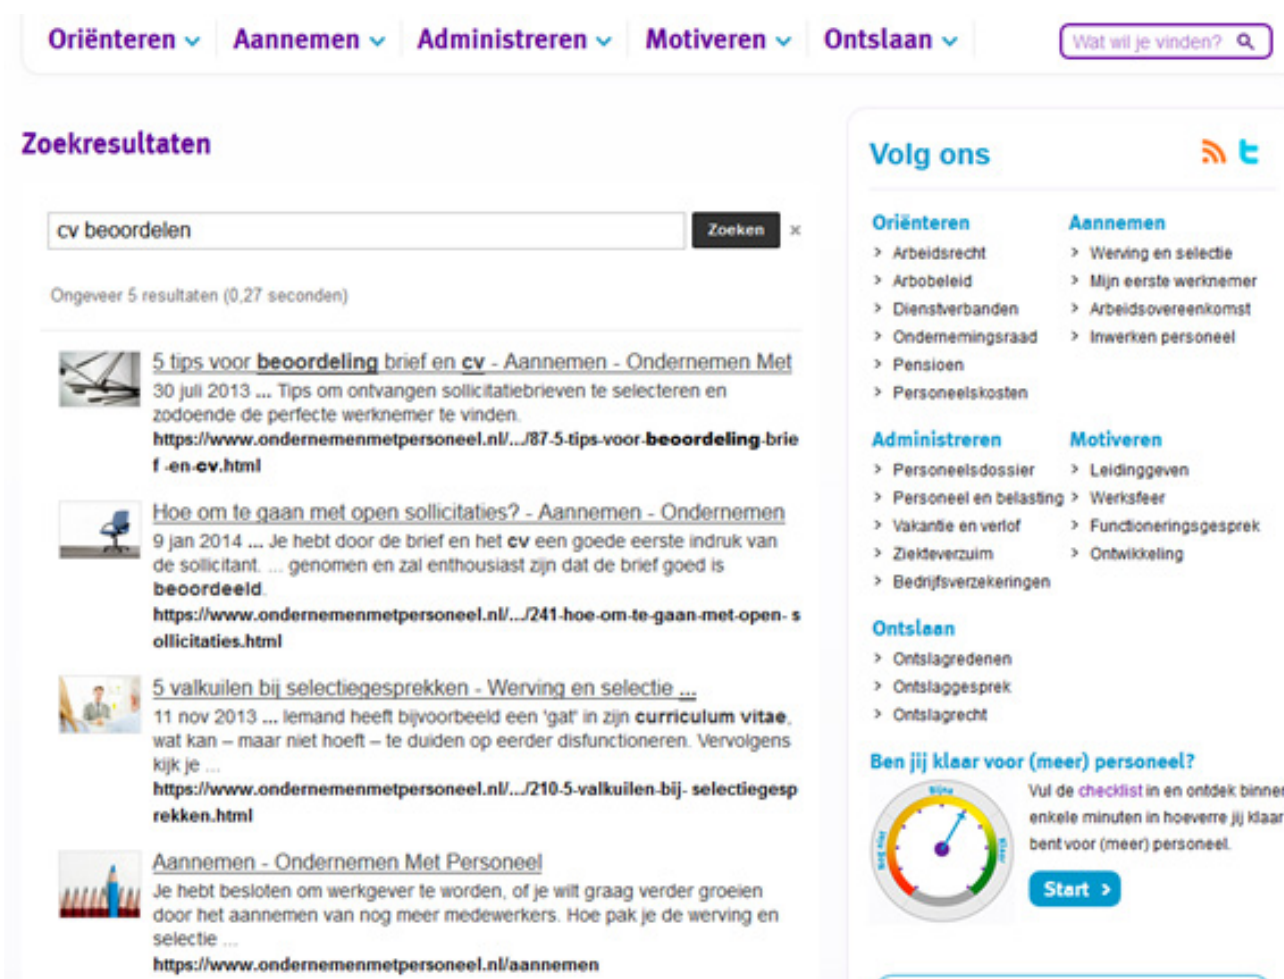 Oriënteren Aannemen Administreren Motiveren Ontslaan Wat wil je vinden?
Zoekresultaten
cv beoordelen Zoeken ×
Ongeveer 5 resultaten (0,27 seconden)
5 tips voor beoordeling brief en cv - Aannemen - Ondernemen Met
30 juli 2013 ... Tips om ontvangen sollicitatiebrieven te selecteren en
zodoende de perfecte werknemer te vinden.
https://www.ondernemenmetpersoneel.nl/.../87-5-tips-voor-beoordeling-brie
f -en-cv.html
Hoe om te gaan met open sollicitaties? - Aannemen - Ondernemen
9 jan 2014 ... Je hebt door de brief en het cv een goede eerste indruk van
de sollicitant. ... genomen en zal enthousiast zijn dat de brief goed is
beoordeeld.
https://www.ondernemenmetpersoneel.nl/.../241-hoe-om-te-gaan-met-open- s
ollicitaties.html
5 valkuilen bij selectiegesprekken - Werving en selectie ...
11 nov 2013 ... Iemand heeft bijvoorbeeld een 'gat' in zijn curriculum vitae,
wat kan – maar niet hoeft – te duiden op eerder disfunctioneren. Vervolgens
kijk je ...
https://www.ondernemenmetpersoneel.nl/.../210-5-valkuilen-bij- selectiegesp
rekken.html
Aannemen - Ondernemen Met Personeel
Je hebt besloten om werkgever te worden, of je wilt graag verder groeien
door het aannemen van nog meer medewerkers. Hoe pak je de werving en
selectie ...
https://www.ondernemenmetpersoneel.nl/aannemen
Volg ons
Oriënteren
> Arbeidsrecht
> Arbobeleid
> Dienstverbanden
> Ondernemingsraad
> Pensioen
> Personeelskosten
Aannemen
> Werving en selectie
> Mijn eerste werknemer
> Arbeidsovereenkomst
> Inwerken personeel
Administreren
> Personeelsdossier
> Personeel en belasting
> Vakantie en verlof
> Ziekteverzuim
> Bedrijfsverzekeringen
Motiveren
> Leidinggeven
> Werksfeer
> Functioneringsgesprek
> Ontwikkeling
Ontslaan
> Ontslagredenen
> Ontslaggesprek
> Ontslagrecht
Ben jij klaar voor (meer) personeel?
Nog niet
Bijna
Klaar
Vul de checklist in en ontdek binnen
enkele minuten in hoeverre jij klaar
bent voor (meer) personeel.
Start >